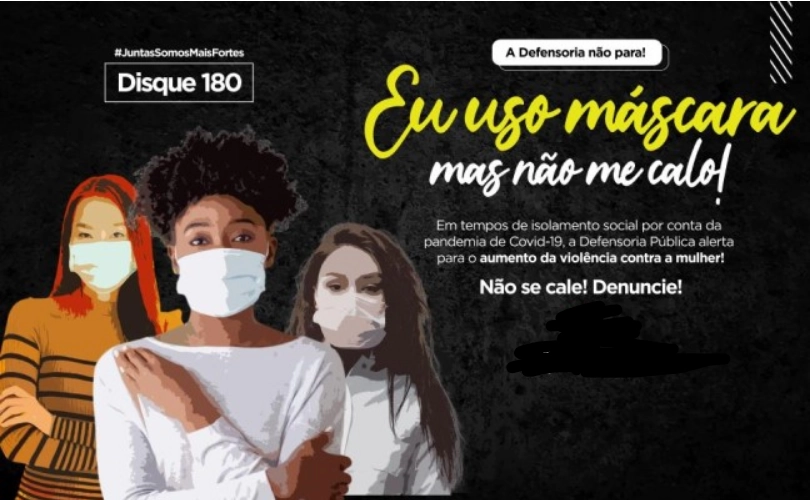 #JuntasSomosMaisFortes
Disque 180
A Defensoria não para!
Eu uso máscara
mas não me calo!
Em tempos de isolamento social por conta da
pandemia de Covid-19, a Defensoria Pública alerta
para o aumento da violência contra a mulher!
Não se cale! Denuncie!